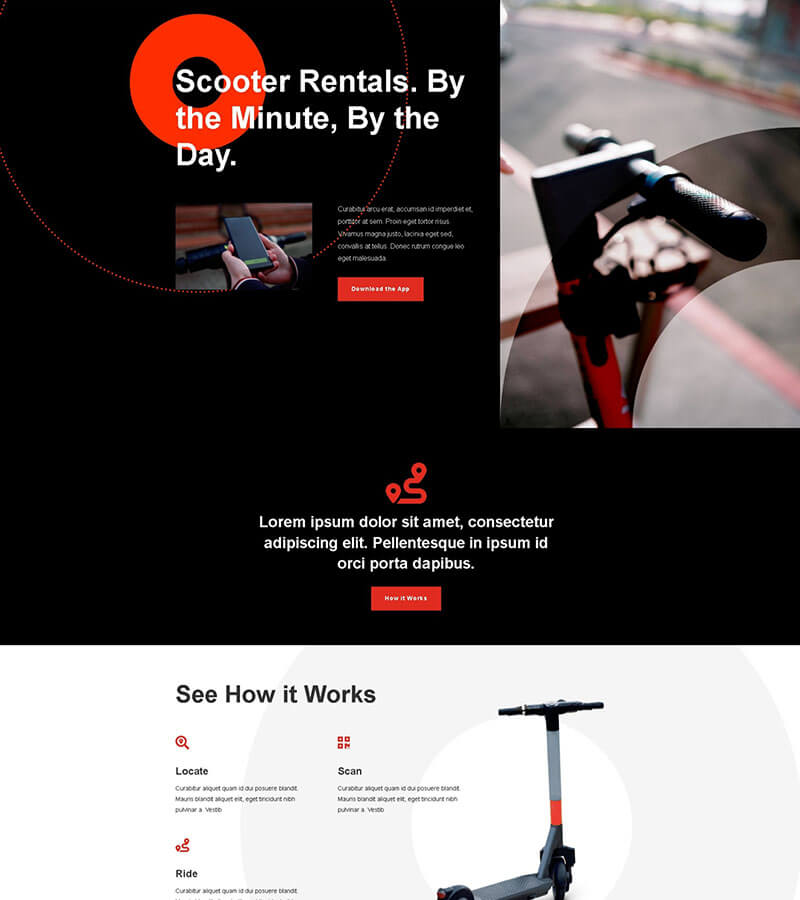 Scooter Rentals. By
the Minute, By the
Day.
Curabitur arcu erat, accumsan id imperdiet et,
porttitor at sem. Proin eget tortor risus.
Vivamus magna justo, lacinia eget sed,
convallis at tellus. Donec rutrum congue leo
eget malesuada.
Download the App
Lorem ipsum dolor sit amet, consectetur
adipiscing elit. Pellentesque in ipsum id
orci porta dapibus.
How it Works
See How it Works
Locate
Curabitur aliquet quam id dui posuere blandit.
Mauris blandit aliquet elit, eget tincidunt nibh
pulvinar a. Vestib
Scan
Curabitur aliquet quam id dui posuere blandit.
Mauris blandit aliquet elit, eget tincidunt nibh
pulvinar a. Vestib
Ride
Curabitur aliquet quam id dui posuere blandit.